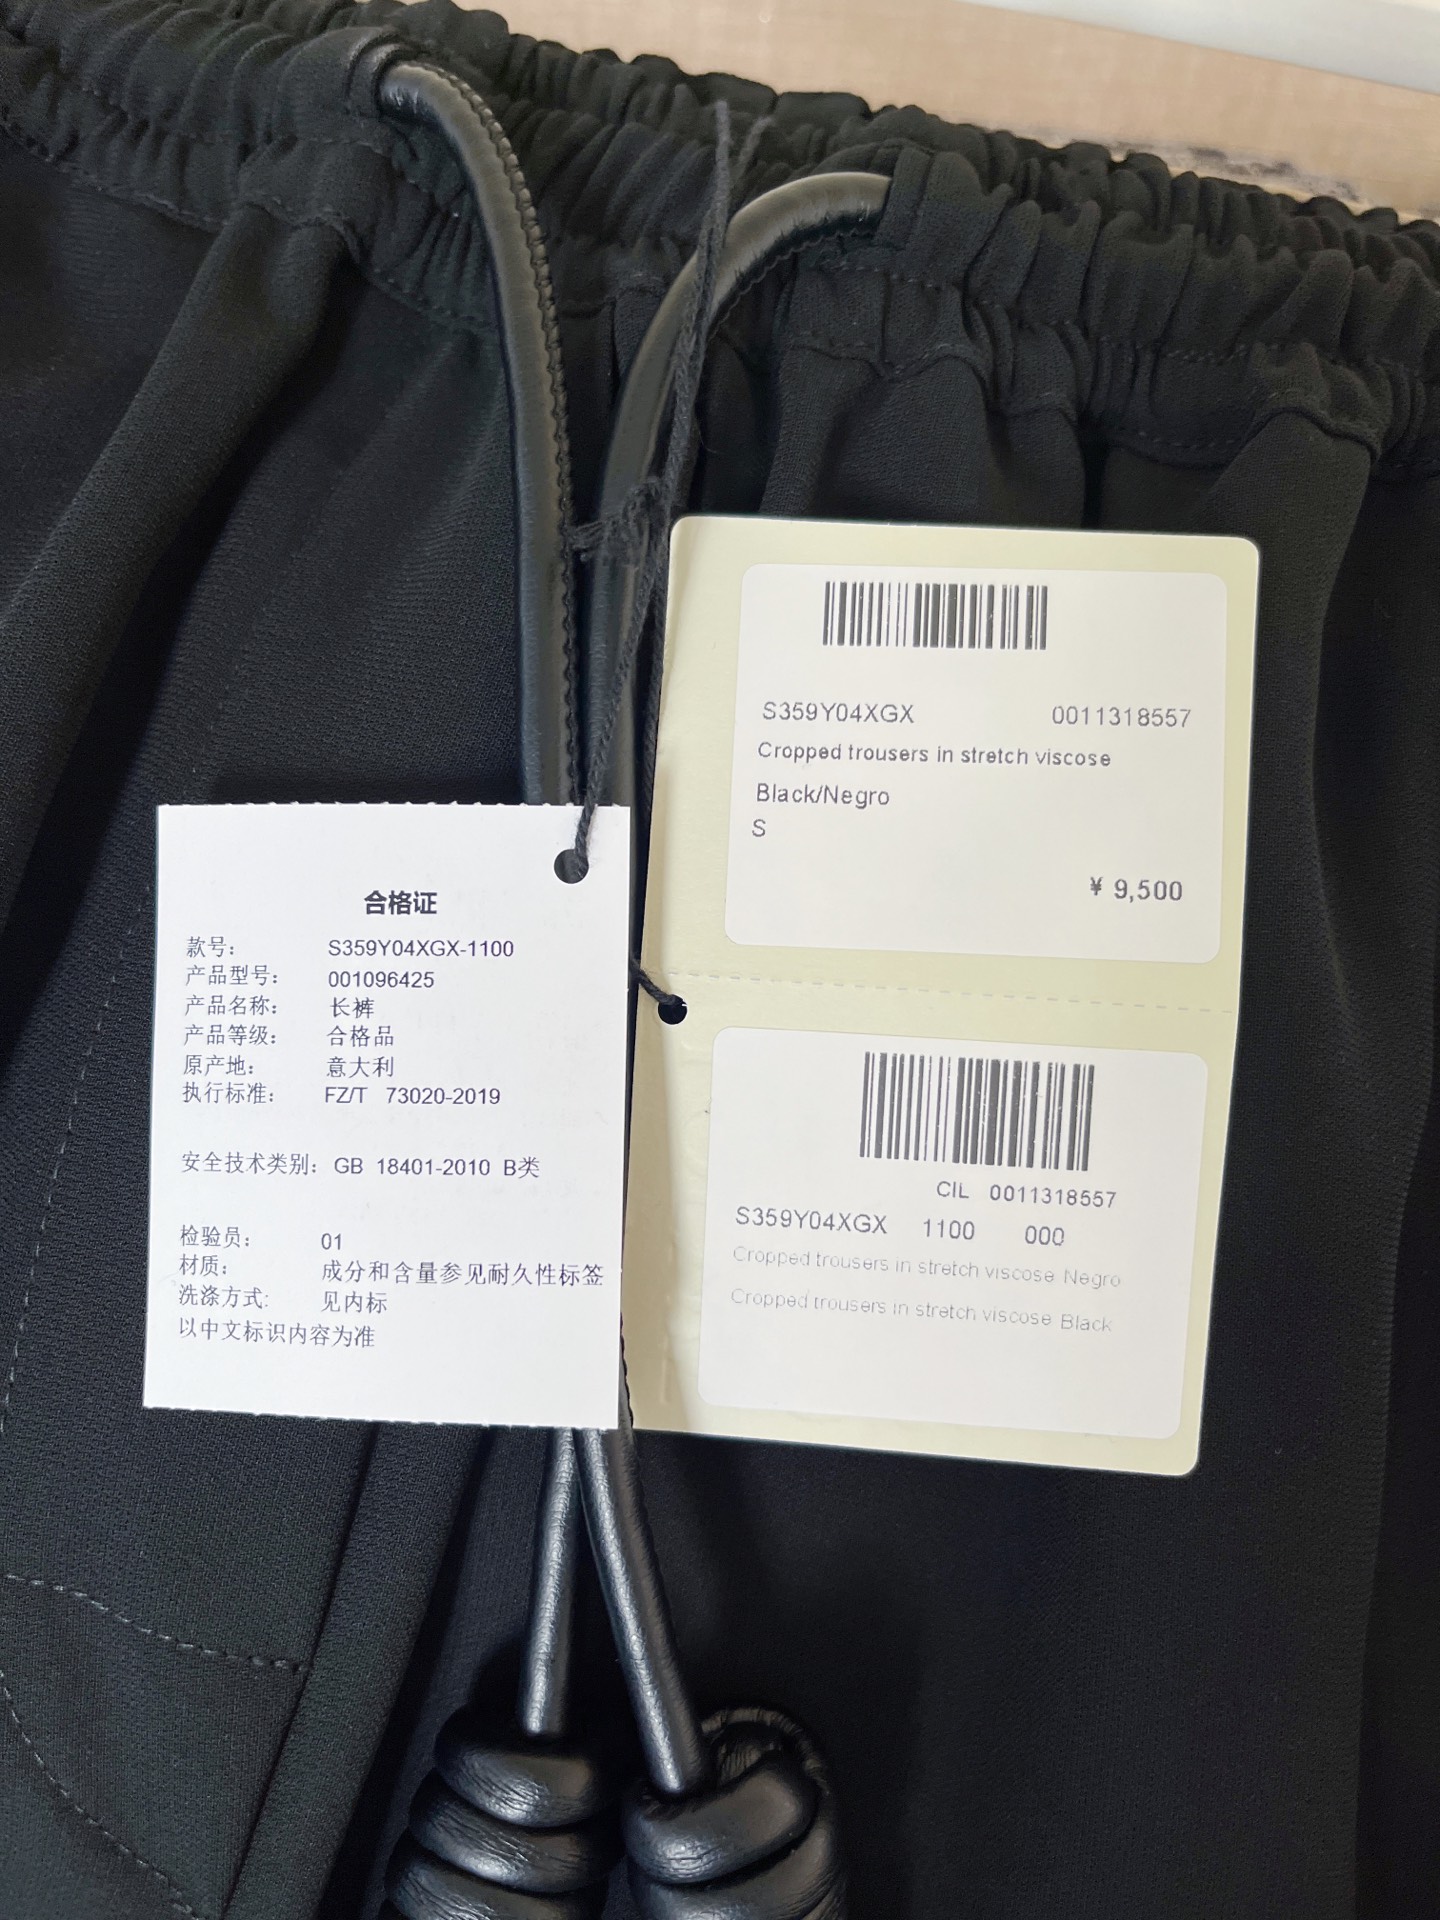 S359Y04XGX 0011318557
Cropped trousers in stretch viscose
Black/Negro
S
¥ 9,500
CIL 0011318557
S359Y04XGX 1100 000
Cropped trousers in stretch viscose Negro
Cropped trousers in stretch viscose Black
合格证
款号: S359Y04XGX-1100
产品型号: 001096425
产品名称: 长裤
产品等级: 合格品
原产地: 意大利
执行标准: FZ/T 73020-2019
安全技术类别: GB 18401-2010 B类
检验员: 01
材质: 成分和含量参见耐久性标签
洗涤方式: 见内标
以中文标识内容为准